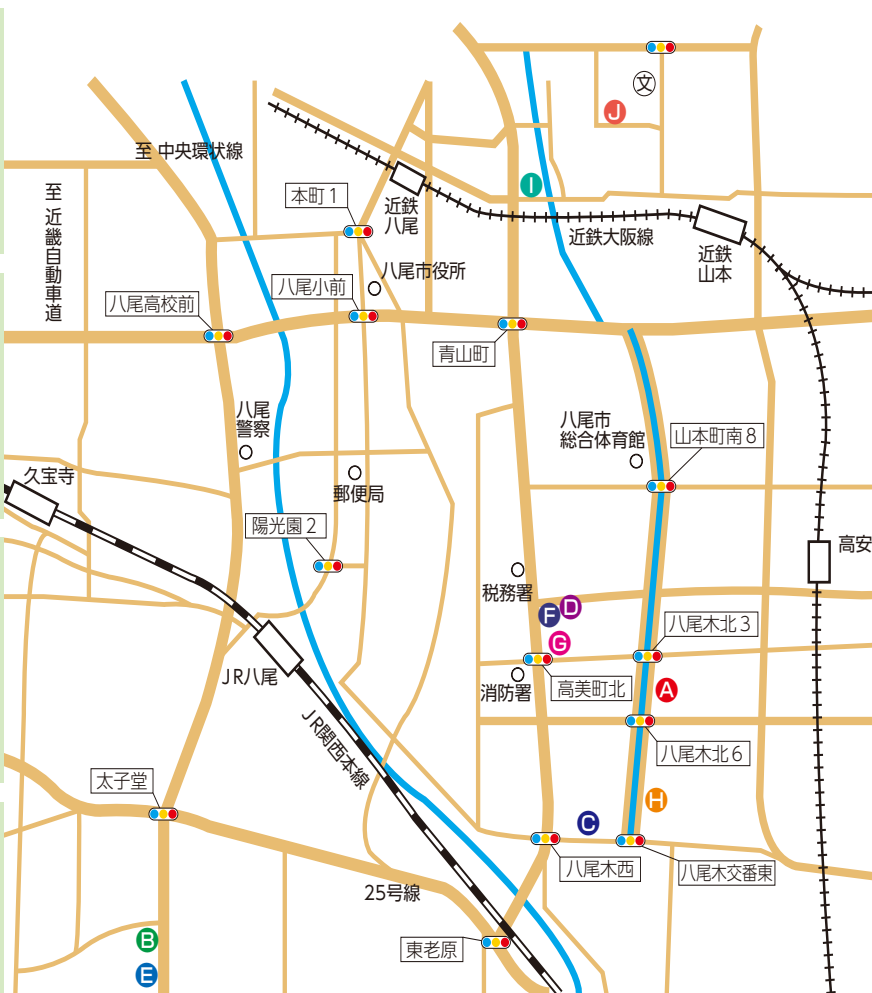 文
J
至 中央環状線
I
本町1
近鉄
八尾
至 近畿自動車道
近鉄大阪線
近鉄
山本
八尾市役所
八尾小前
八尾高校前
青山町
八尾
警察
八尾市
総合体育館
山本町南8
久宝寺
郵便局
陽光園2
高安
税務署
F
D
八尾木北3
G
JR八尾
消防署
高美町北
A
JR関西本線
八尾木北6
太子堂
H
C
八尾木西
八尾木交番東
25号線
B
東老原
E